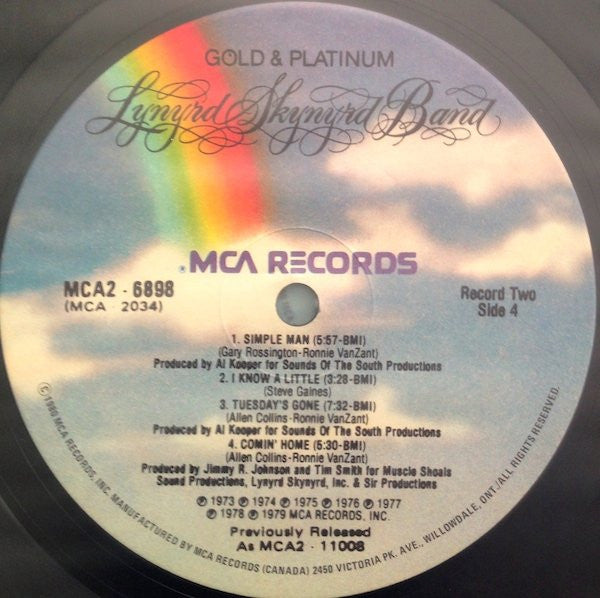 GOLD & PLATINUM
Lynyrd Skynyrd Band
®MCA RECORDS
MCA2 - 6898
(MCA - 2034)
Record Two
Side 4
1. SIMPLE MAN (5:57-BMI)
(Gary Rossington-Ronnie VanZant)
Produced by Al Kooper for Sounds Of The South Productions
2. I KNOW A LITTLE (3:28-BMI)
(Steve Gaines)
3. TUESDAY'S GONE (7:32-BMI)
(Allen Collins-Ronnie VanZant)
Produced by Al Kooper for Sounds Of The South Productions
4. COMIN' HOME (5:30-BMI)
(Allen Collins-Ronnie VanZant)
Produced by Jimmy R. Johnson and Tim Smith for Muscle Shoals
Sound Productions, Lynyrd Skynyrd, Inc. & Sir Productions
℗ 1973 ℗ 1974 ℗ 1975 ℗ 1976 ℗ 1977
℗ 1978 ℗ 1979 MCA RECORDS, INC.
Previously Released
As MCA2 - 11008
© 1980 MCA RECORDS, INC. MANUFACTURED BY MCA RECORDS (CANADA) 2450 VICTORIA PK. AVE., WILLOWDALE, ONT./ALL RIGHTS RESERVED.